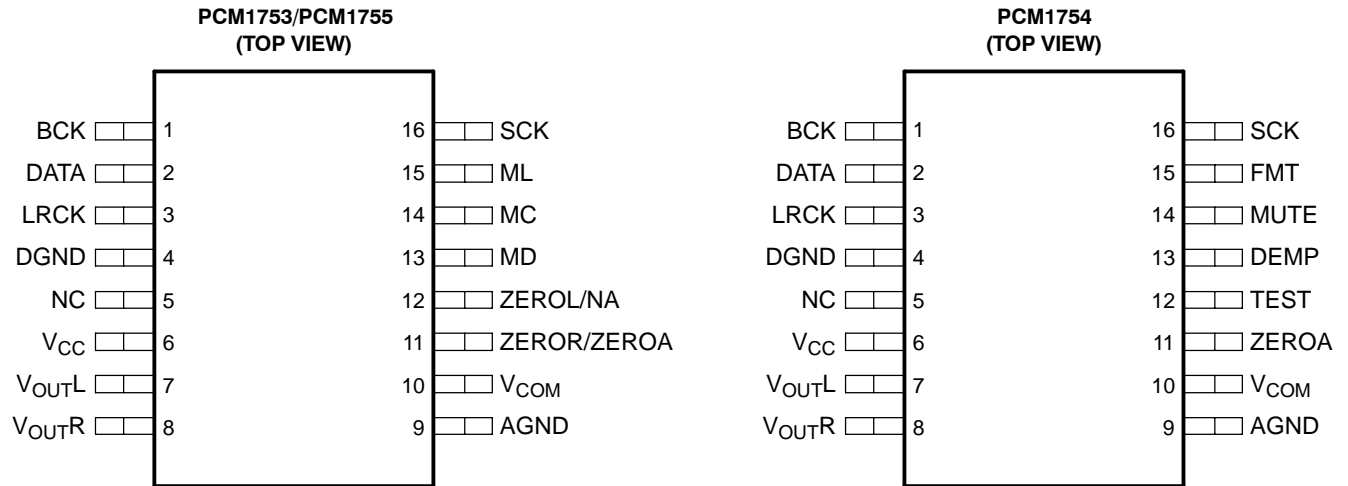 PCM1753/PCM1755
(TOP VIEW)
BCK 1 16 SCK
DATA 2 15 ML
LRCK 3 14 MC
DGND 4 13 MD
NC 5 12 ZEROL/NA
VCC 6 11 ZEROR/ZEROA
VOUTL 7 10 VCOM
VOUTR 8 9 AGND
PCM1754
(TOP VIEW)
BCK 1 16 SCK
DATA 2 15 FMT
LRCK 3 14 MUTE
DGND 4 13 DEMP
NC 5 12 TEST
VCC 6 11 ZEROA
VOUTL 7 10 VCOM
VOUTR 8 9 AGND